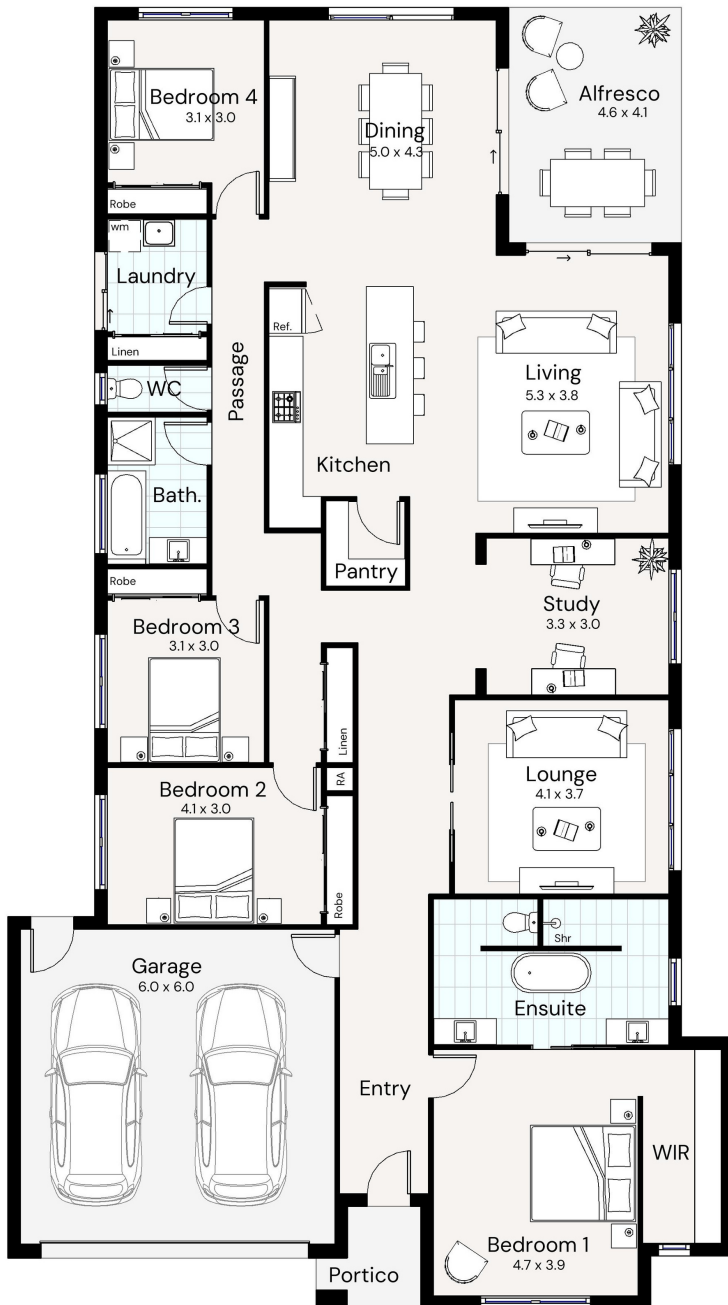 Bedroom 4
3.1 x 3.0
Robe
Dining
5.0 x 4.3
Alfresco
4.6 x 4.1
wm
Laundry
Linen
WC
Bath.
Passage
Ref.
Kitchen
Living
5.3 x 3.8
Pantry
Robe
Bedroom 3
3.1 x 3.0
Study
3.3 x 3.0
Linen
RA
Robe
Bedroom 2
4.1 x 3.0
Lounge
4.1 x 3.7
Shr
Ensuite
Garage
6.0 x 6.0
Entry
WIR
Bedroom 1
4.7 x 3.9
Portico